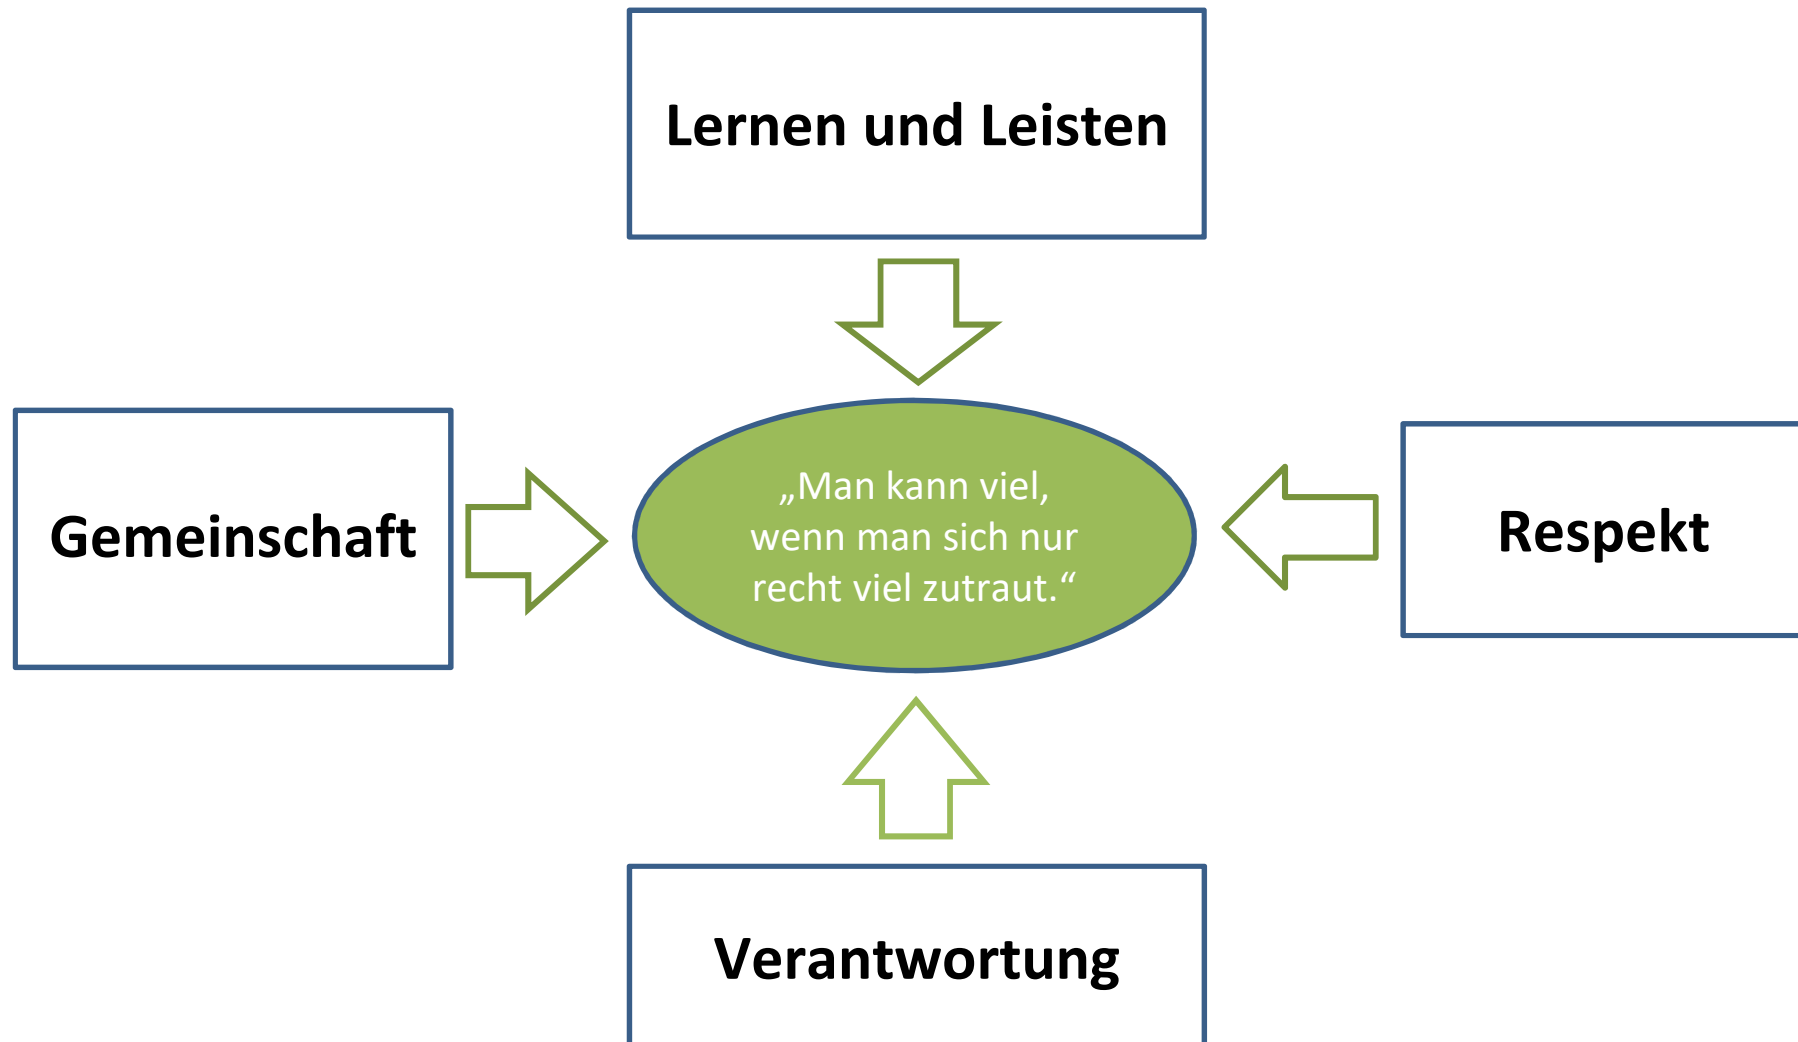 Lernen und Leisten
Gemeinschaft
„Man kann viel,
wenn man sich nur
recht viel zutraut.“
Respekt
Verantwortung